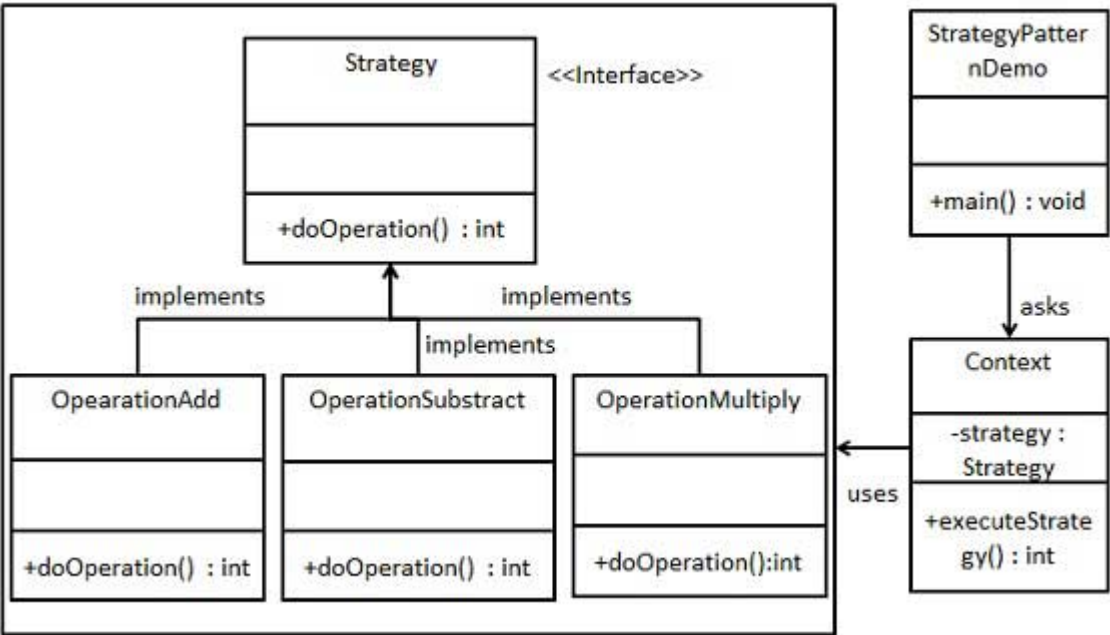 Strategy
<<Interface>>
+doOperation() : int
implements
implements
implements
OpearationAdd
+doOperation() : int
OperationSubstract
+doOperation() : int
OperationMultiply
+doOperation():int
StrategyPatter
nDemo
+main() : void
asks
Context
-strategy :
Strategy
+executeStrate
gy() : int
uses